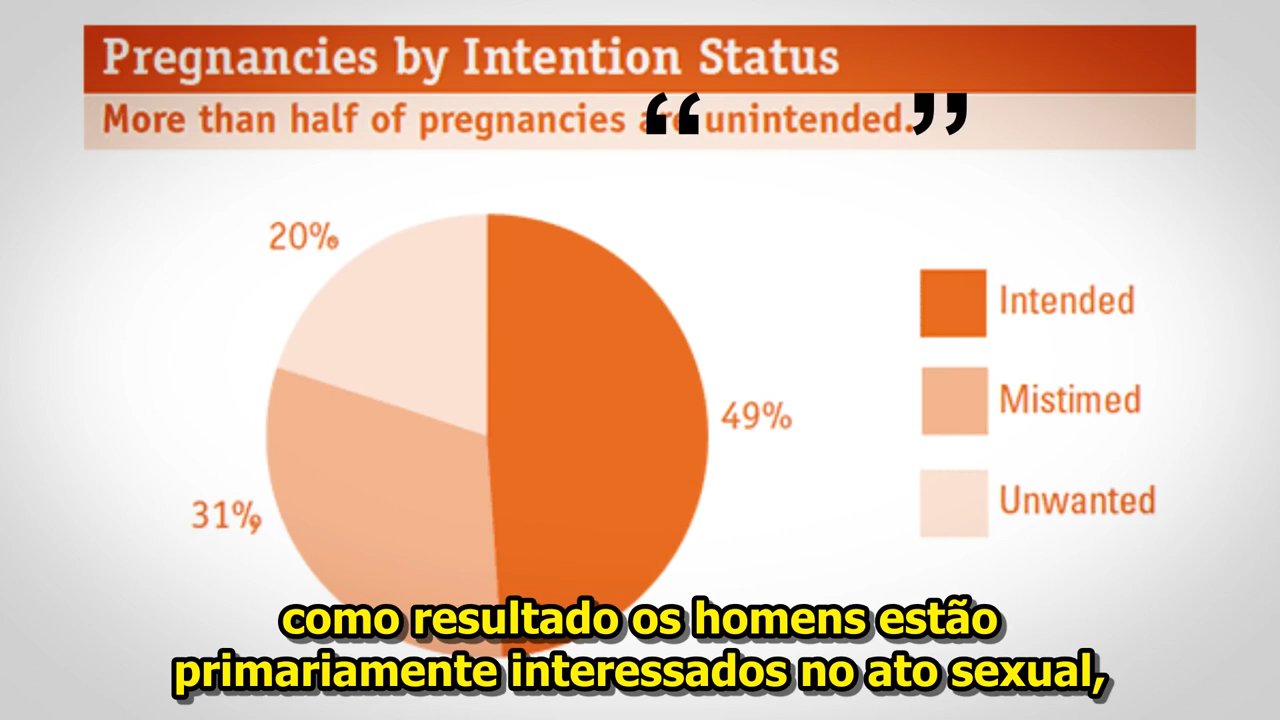 Pregnancies by Intention Status
More than half of pregnancies are “unintended.”
20%
49%
31%
Intended
Mistimed
Unwanted
como resultado os homens estão
primariamente interessados no ato sexual,